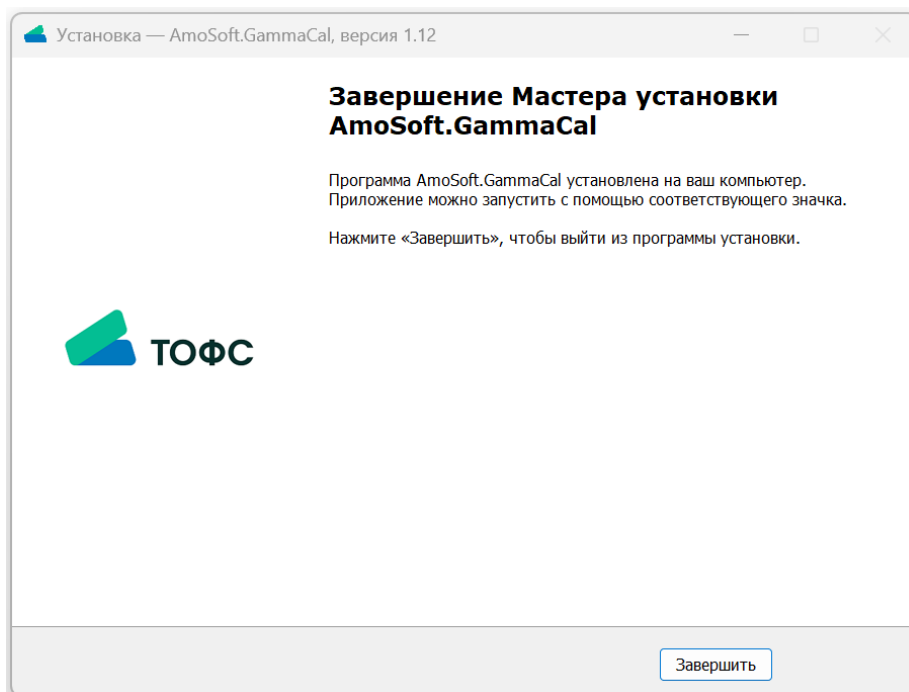 Установка — AmoSoft.GammaCal, версия 1.12
Завершение Мастера установки
AmoSoft.GammaCal
Программа AmoSoft.GammaCal установлена на ваш компьютер.
Приложение можно запустить с помощью соответствующего значка.
Нажмите «Завершить», чтобы выйти из программы установки.
ТОФС
Завершить